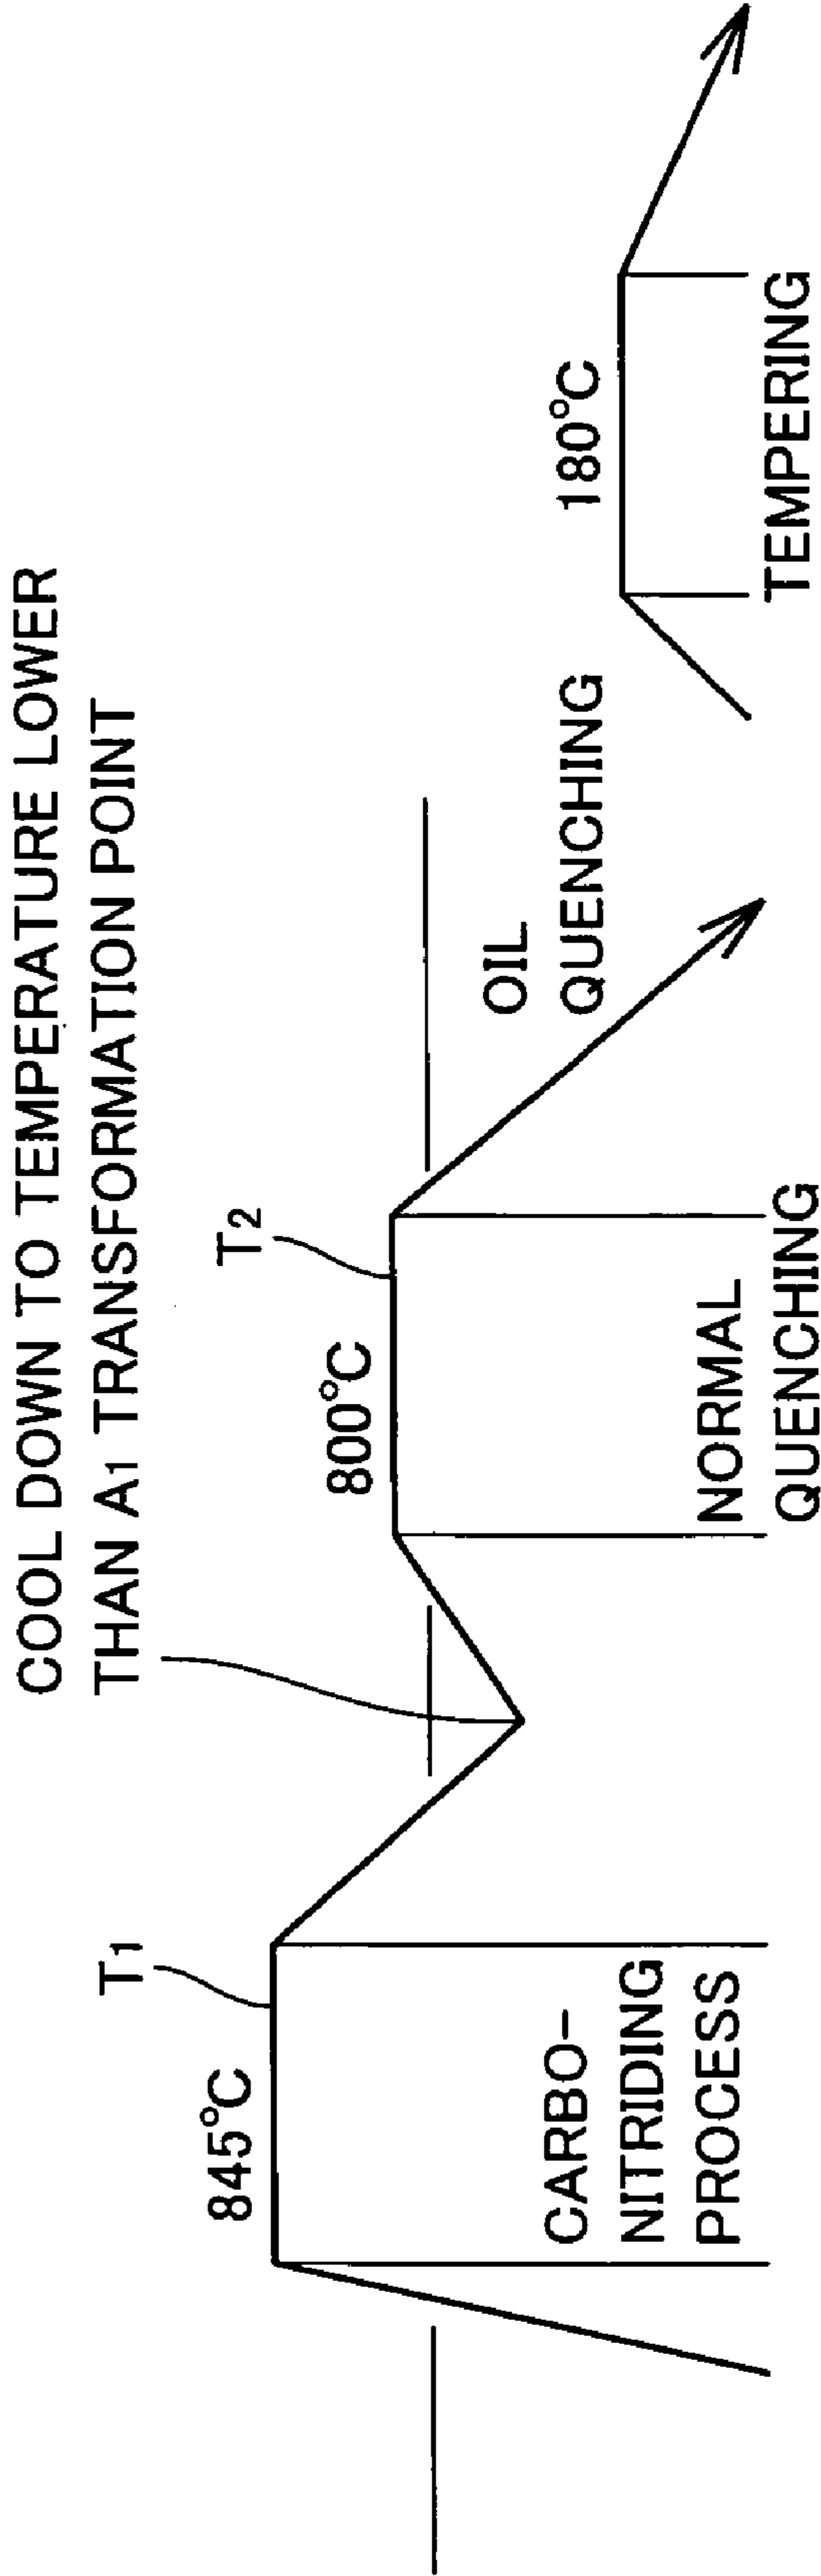 COOL DOWN TO TEMPERATURE LOWER
THAN A1 TRANSFORMATION POINT
T1
845°C
CARBO-
NITRIDING
PROCESS
T2
800°C
NORMAL
QUENCHING
OIL
QUENCHING
180°C
TEMPERING